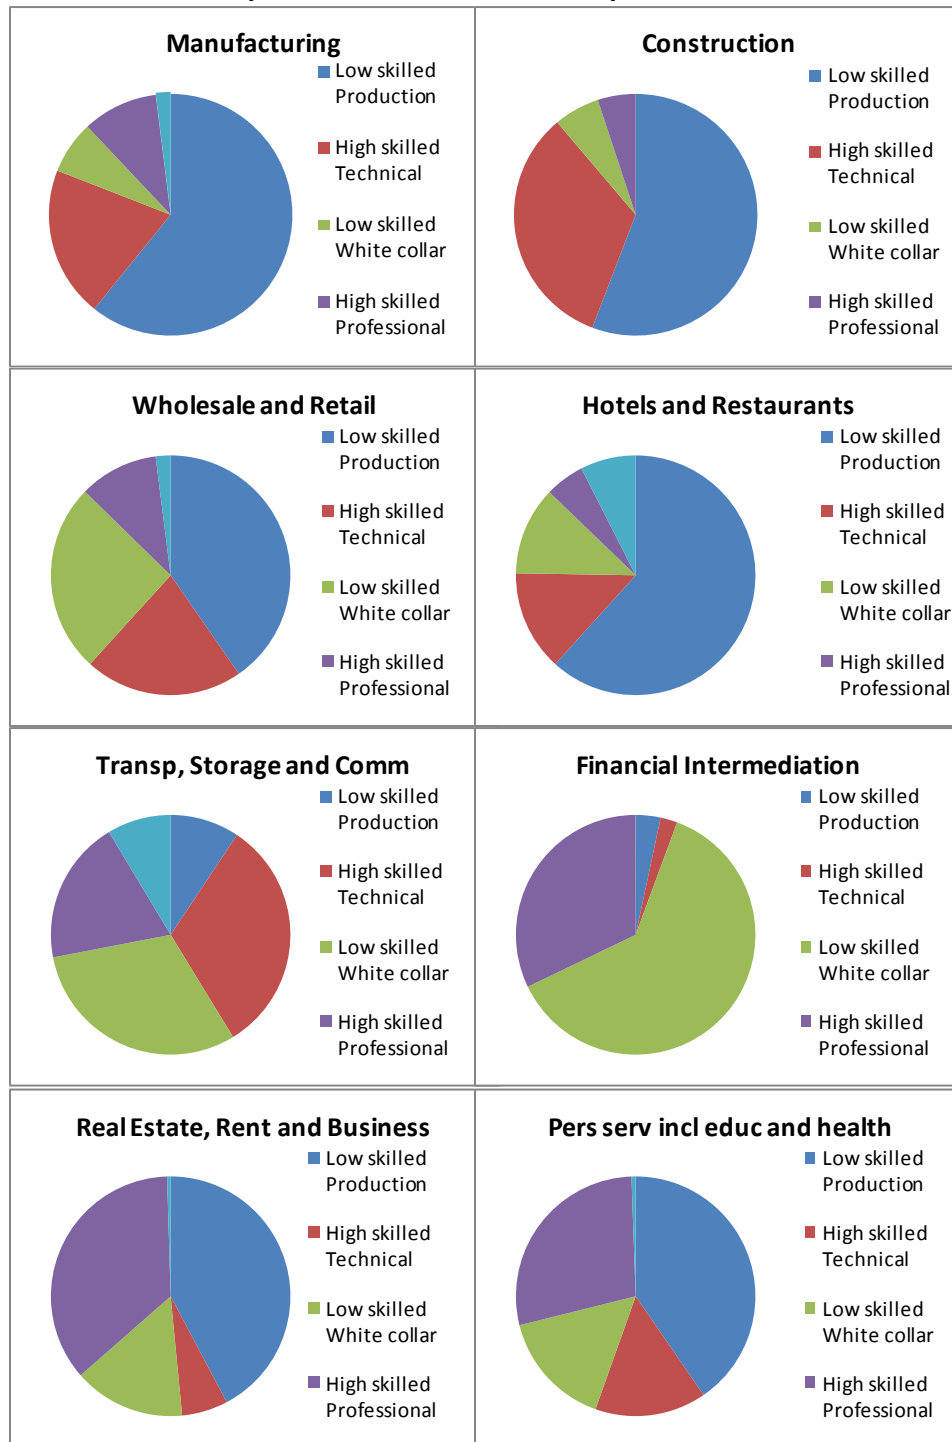 Manufacturing
Low skilled
Production
High skilled
Technical
Low skilled
White collar
High skilled
Professional
Construction
Low skilled
Production
High skilled
Technical
Low skilled
White collar
High skilled
Professional
Wholesale and Retail
Low skilled
Production
High skilled
Technical
Low skilled
White collar
High skilled
Professional
Hotels and Restaurants
Low skilled
Production
High skilled
Technical
Low skilled
White collar
High skilled
Professional
Transp, Storage and Comm
Low skilled
Production
High skilled
Technical
Low skilled
White collar
High skilled
Professional
Financial Intermediation
Low skilled
Production
High skilled
Technical
Low skilled
White collar
High skilled
Professional
Real Estate, Rent and Business
Low skilled
Production
High skilled
Technical
Low skilled
White collar
High skilled
Professional
Pers serv incl educ and health
Low skilled
Production
High skilled
Technical
Low skilled
White collar
High skilled
Professional